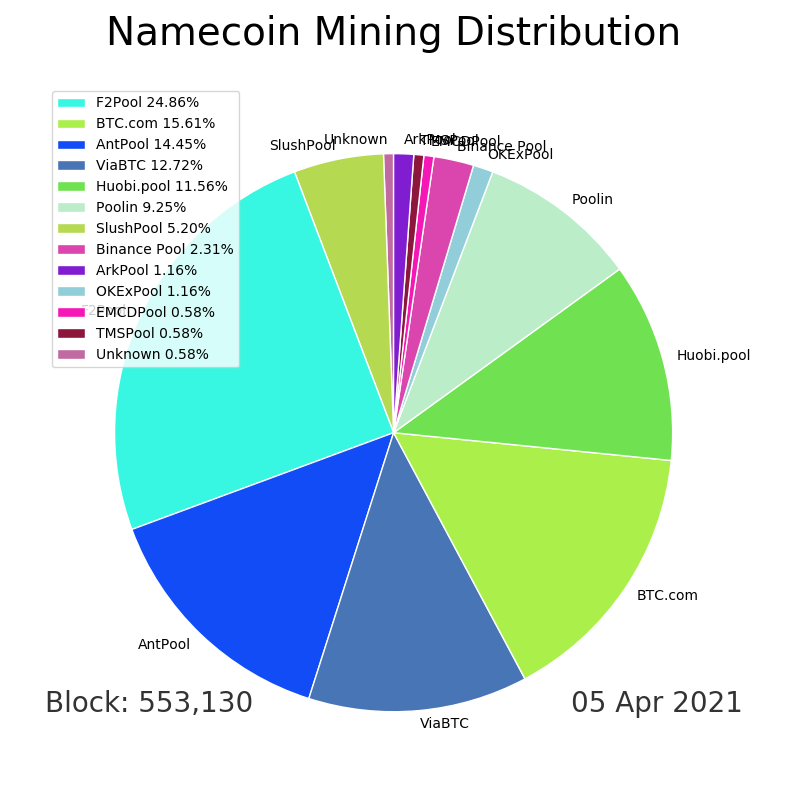 Namecoin Mining Distribution
F2Pool 24.86%
BTC.com 15.61%
AntPool 14.45%
ViaBTC 12.72%
Huobi.pool 11.56%
Poolin 9.25%
SlushPool 5.20%
Binance Pool 2.31%
ArkPool 1.16%
OKExPool 1.16%
EMCDPool 0.58%
TMSPool 0.58%
Unknown 0.58%
SlushPool
Unknown
ArkPool
TMSPool
EMCDPool
Binance Pool
OKExPool
Poolin
F2Pool
Huobi.pool
BTC.com
AntPool
ViaBTC
Block: 553,130
05 Apr 2021